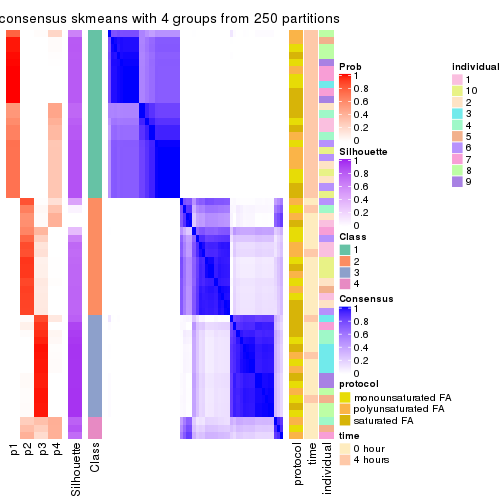 consensus skmeans with 4 groups from 250 partitions
Prob
1
0.8
0.6
0.4
0.2
0
Silhouette
1
0.8
0.6
0.4
0.2
0
Class
1
2
3
4
Consensus
1
0.8
0.6
0.4
0.2
0
protocol
monounsaturated FA
polyunsaturated FA
saturated FA
time
0 hour
4 hours
individual
1
10
2
3
4
5
6
7
8
9
p1
p2
p3
p4
Silhouette
Class
protocol
time
individual